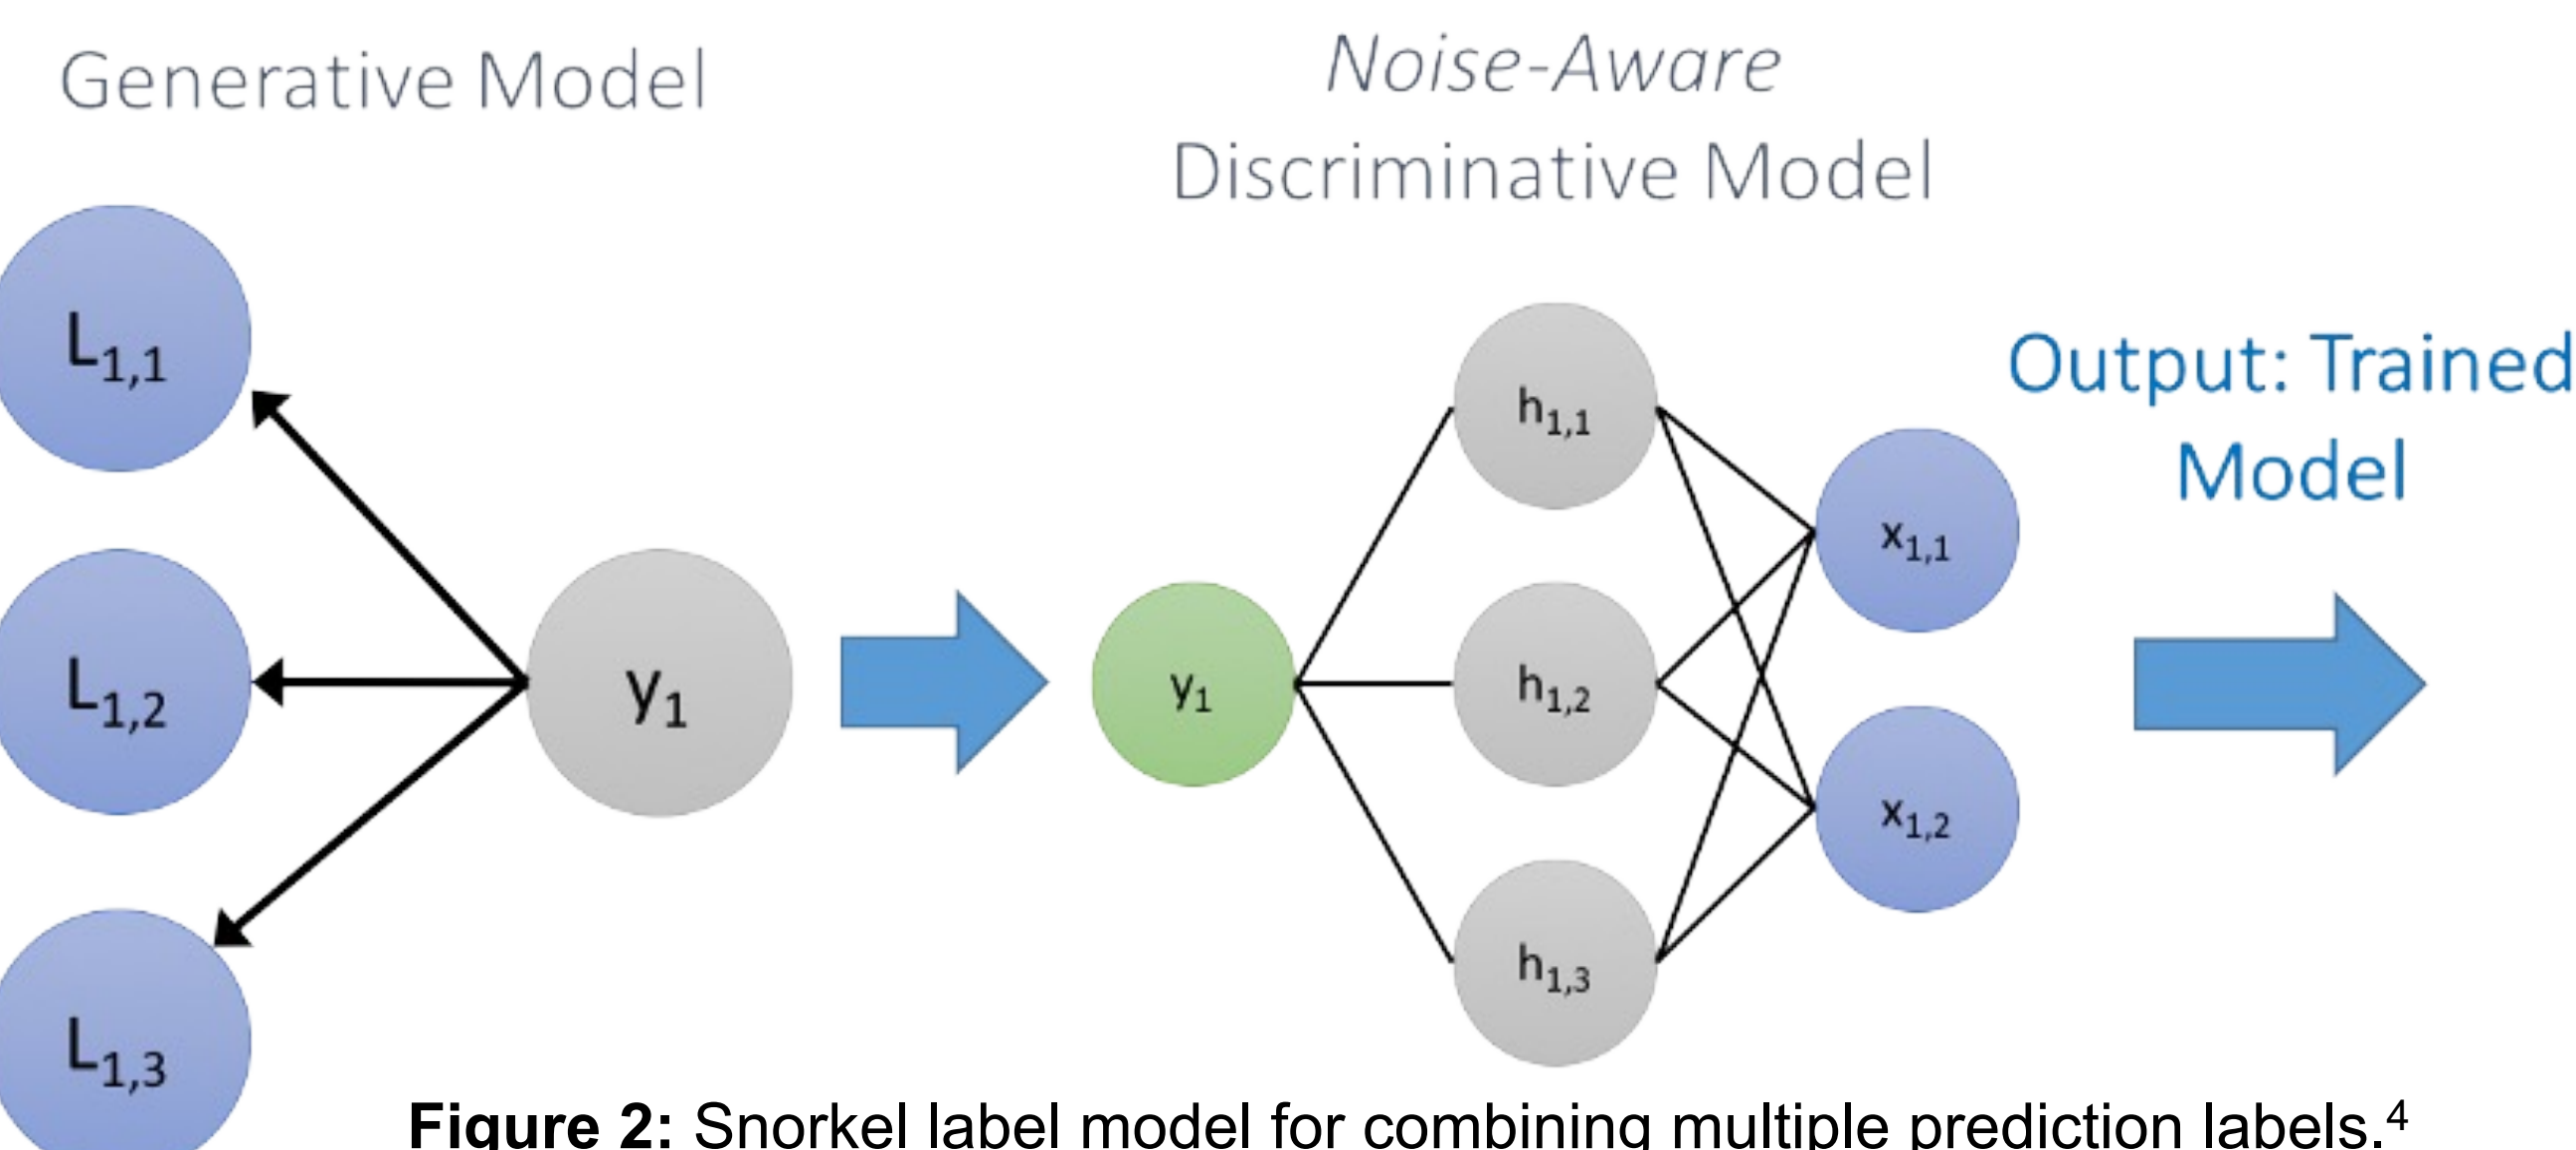 Generative Model
Noise-Aware
Discriminative Model
L1,1
L1,2
L1,3
y1
y1
h1,1
h1,2
h1,3
x1,1
x1,2
Output: Trained
Model
Figure 2: Snorkel label model for combining multiple prediction labels.4